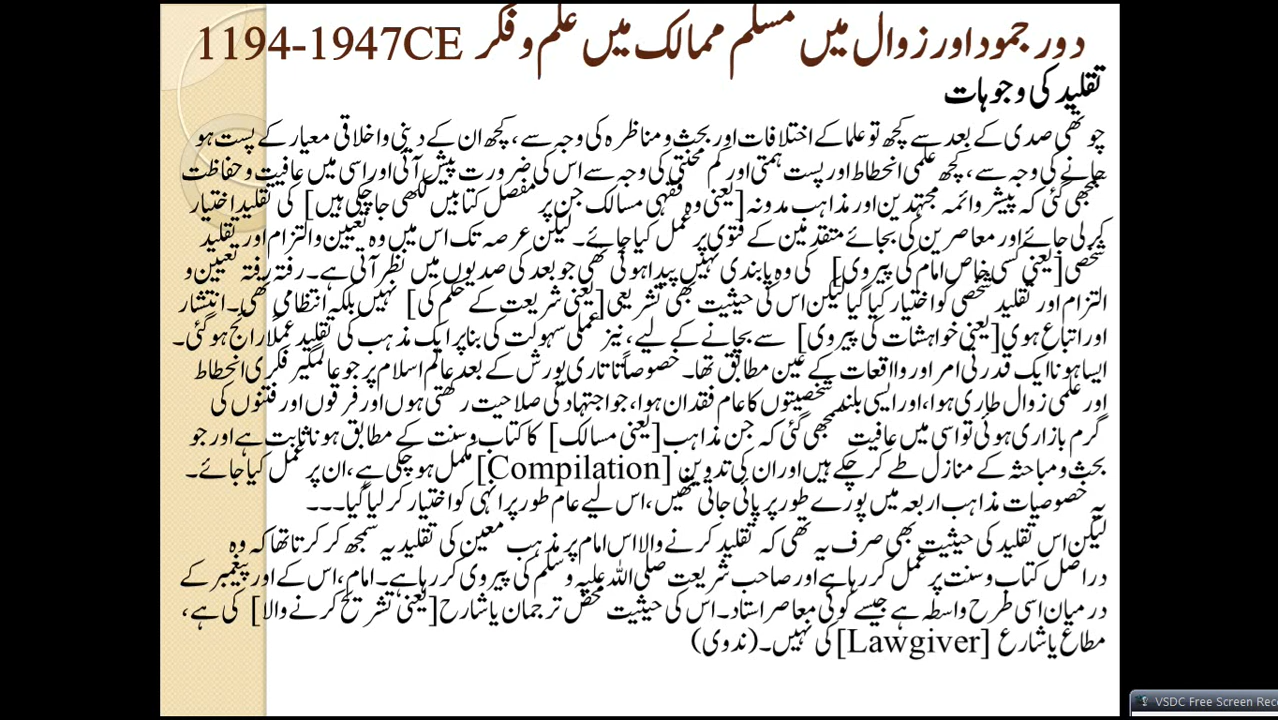 دور جمود اور زوال میں مسلم ممالک میں علم و فکر 1194-1947CE
تقلید کی وجوہات
چوتھی صدی کے بعد سے کچھ تو علما کے اختلافات اور بحث و مناظرہ کی وجہ سے، کچھ ان کے دینی و اخلاقی معیار کے پست ہو
جانے کی وجہ سے، کچھ علمی انحطاط اور پست ہمتی اور کم محنتی کی وجہ سے اس کی ضرورت پیش آئی اور اسی میں عافیت و حفاظت
سمجھی گئی کہ پیشرو ائمہ مجتہدین اور مذاہب مدونہ [یعنی وہ فقہی مسالک جن پر مفصل کتابیں لکھی جا چکی ہیں] کی تقلید اختیار
کر لی جائے اور معاصرین کی بجائے متقدمین کے فتویٰ پر عمل کیا جائے۔ لیکن عرصہ تک اس میں وہ تعیین و التزام اور تقلید
شخصی [یعنی کسی خاص امام کی پیروی] کی وہ پابندی نہیں پیدا ہوئی تھی جو بعد کی صدیوں میں نظر آتی ہے۔ رفتہ رفتہ تعیین و
التزام اور تقلید شخصی کو اختیار کیا گیا لیکن اس کی حیثیت بھی تشریعی [یعنی شریعت کے حکم کی] نہیں بلکہ انتظامی تھی۔ انتشار
اور اتباع ہوی [یعنی خواہشات کی پیروی] سے بچانے کے لیے، نیز عملی سہولت کی بنا پر ایک مذہب کی تقلید عملاً رائج ہو گئی۔
ایسا ہونا ایک قدرتی امر اور واقعات کے عین مطابق تھا۔ خصوصاً تاتاری یورش کے بعد عالم اسلام پر جو عالمگیر فکری انحطاط
اور علمی زوال طاری ہوا، اور ایسی بلند شخصیتوں کا عام فقدان ہوا، جو اجتہاد کی صلاحیت رکھتی ہوں اور فرقوں اور فتنوں کی
گرم بازاری ہوئی تو اسی میں عافیت سمجھی گئی کہ جن مذاہب [یعنی مسالک] کا کتاب و سنت کے مطابق ہونا ثابت ہے اور جو
بحث و مباحثہ کے منازل طے کر چکے ہیں اور ان کی تدوین [Compilation] مکمل ہو چکی ہے، ان پر عمل کیا جائے۔
یہ خصوصیات مذاہب اربعہ میں پورے طور پر پائی جاتی تھیں، اس لیے عام طور پر انہی کو اختیار کر لیا گیا۔۔۔
لیکن اس تقلید کی حیثیت بھی صرف یہ تھی کہ تقلید کرنے والا اس امام پر مذہب معین کی تقلید یہ سمجھ کر کرتا تھا کہ وہ
دراصل کتاب و سنت پر عمل کر رہا ہے اور صاحب شریعت صلی اللہ علیہ وسلم کی پیروی کر رہا ہے۔ امام، اس کے اور پیغمبر کے
درمیان اسی طرح واسطہ ہے جیسے کوئی معاصر استاد۔ اس کی حیثیت محض ترجمان یا شارح [یعنی تشریح کرنے والا] کی ہے،
مطاع یا شارع [Lawgiver] کی نہیں۔ (ندوی)
VSDC Free Screen Rec